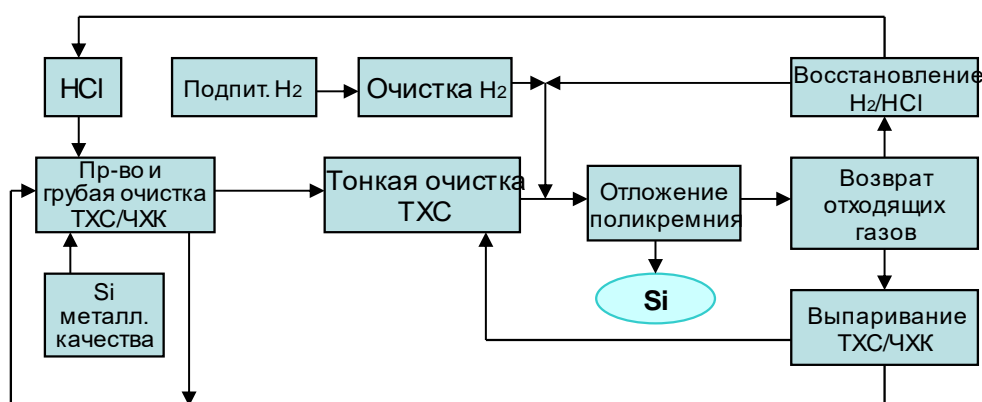 HCl
Подпит. H2
Очистка H2
Восстановление
H2/HCl
Пр-во и
грубая очистка
ТХС/ЧХК
Тонкая очистка
ТХС
Отложение
поликремния
Возврат
отходящих
газов
Si
металл.
качества
Si
Выпаривание
ТХС/ЧХК